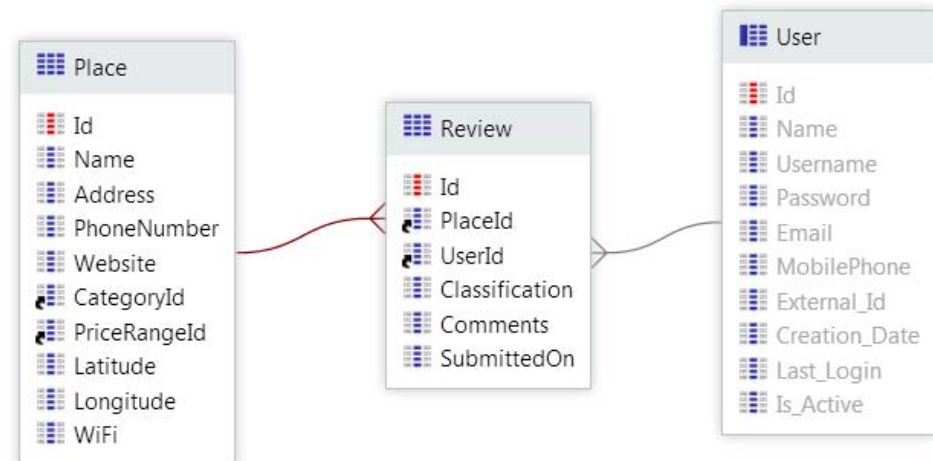 Place
Id
Name
Address
PhoneNumber
Website
CategoryId
PriceRangeId
Latitude
Longitude
WiFi
Review
Id
PlaceId
UserId
Classification
Comments
SubmittedOn
User
Id
Name
Username
Password
Email
MobilePhone
External_Id
Creation_Date
Last_Login
Is_Active